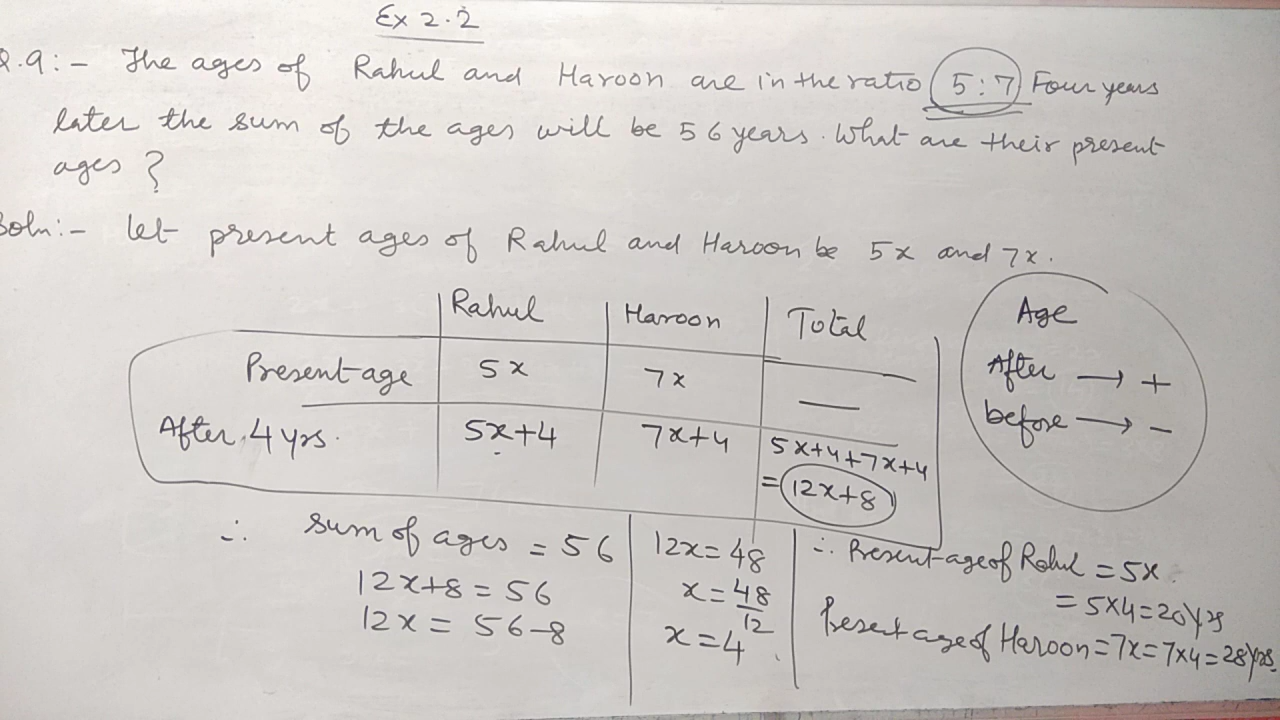 Ex 2.2
Q.9:- The ages of Rahul and Haroon are in the ratio 5:7 Four years
later the sum of the ages will be 56 years. What are their present
ages?
Soln:- let present ages of Rahul and Haroon be 5x and 7x.
Rahul Haroon Total
Present age 5x 7x —
After 4 yrs. 5x+4 7x+4 5x+4+7x+4
= 12x+8
Age
After → +
before → –
∴ Sum of ages = 56
12x+8 = 56
12x = 56-8
12x = 48
x = 48/12
x = 4
∴ Present age of Rahul = 5x.
= 5x4=20yrs
Present age of Haroon=7x=7x4=28yrs.